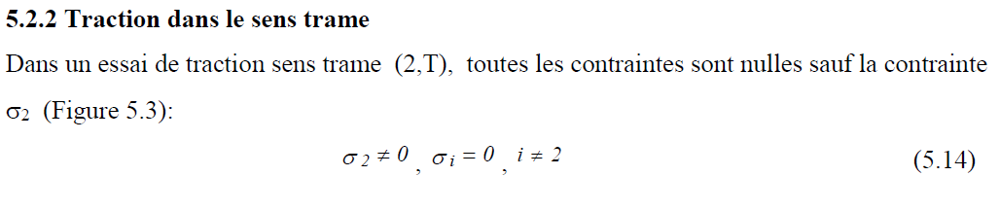 5.2.2 Traction dans le sens trame
Dans un essai de traction sens trame (2,T), toutes les contraintes sont nulles sauf la contrainte
σ2 (Figure 5.3):
σ2 ≠ 0 , σi = 0 , i ≠ 2 (5.14)